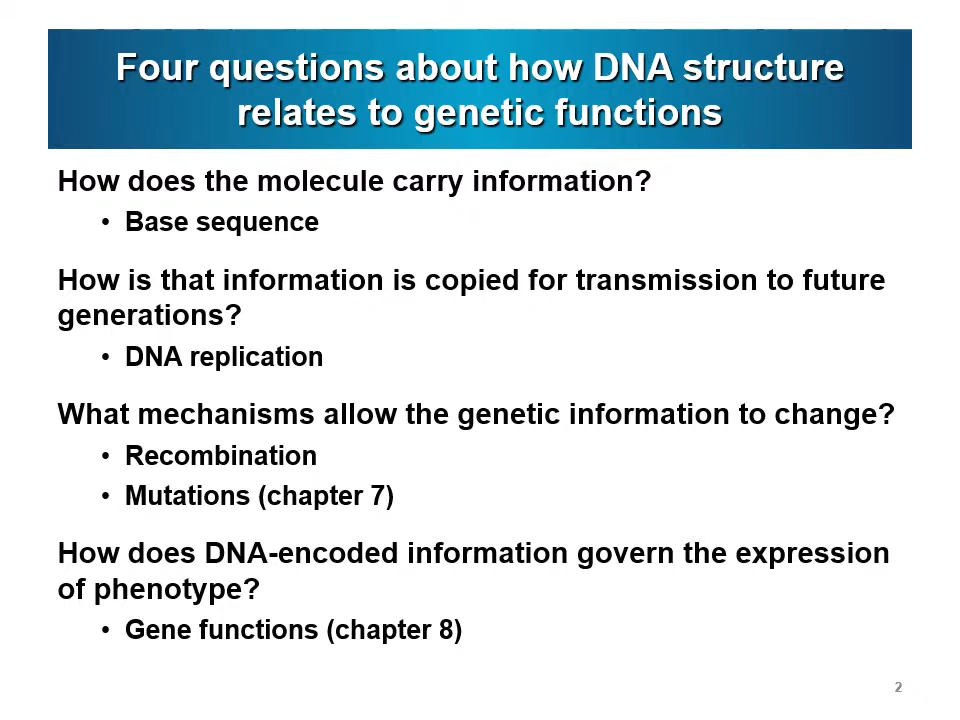 Four questions about how DNA structure
relates to genetic functions
How does the molecule carry information?
• Base sequence
How is that information is copied for transmission to future
generations?
• DNA replication
What mechanisms allow the genetic information to change?
• Recombination
• Mutations (chapter 7)
How does DNA-encoded information govern the expression
of phenotype?
• Gene functions (chapter 8)
2